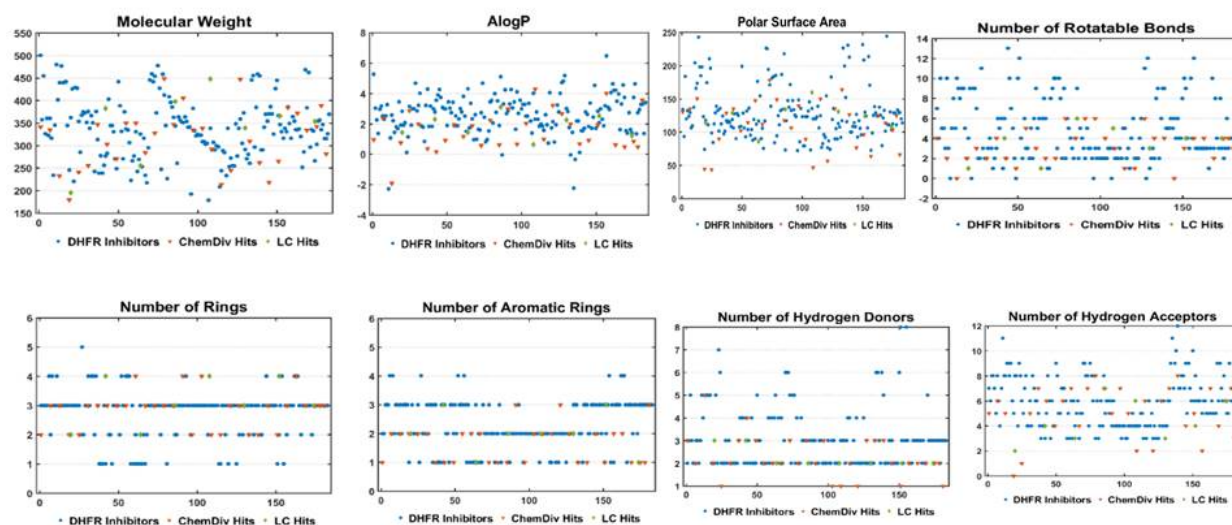 Molecular Weight
550
500
450
400
350
300
250
200
150
0 50 100 150
DHFR Inhibitors ChemDiv Hits LC Hits
AlogP
8
6
4
2
0
-2
-4
0 50 100 150
DHFR Inhibitors ChemDiv Hits LC Hits
Polar Surface Area
250
200
150
100
50
0
0 50 100 150
DHFR Inhibitors ChemDiv Hits LC Hits
Number of Rotatable Bonds
14
12
10
8
6
4
2
-0
-2
0 50 100 150
DHFR Inhibitors ChemDiv Hits LC Hits
Number of Rings
6
5
4
3
2
1
0
0 50 100 150
DHFR Inhibitors ChemDiv Hits LC Hits
Number of Aromatic Rings
6
5
4
3
2
1
0
0 50 100 150
DHFR Inhibitors ChemDiv Hits LC Hits
Number of Hydrogen Donors
8
7
6
5
4
3
2
1
0 50 100 150
DHFR Inhibitors ChemDiv Hits LC Hits
Number of Hydrogen Acceptors
12
10
8
6
4
2
0
0 50 100 150
DHFR Inhibitors ChemDiv Hits LC Hits